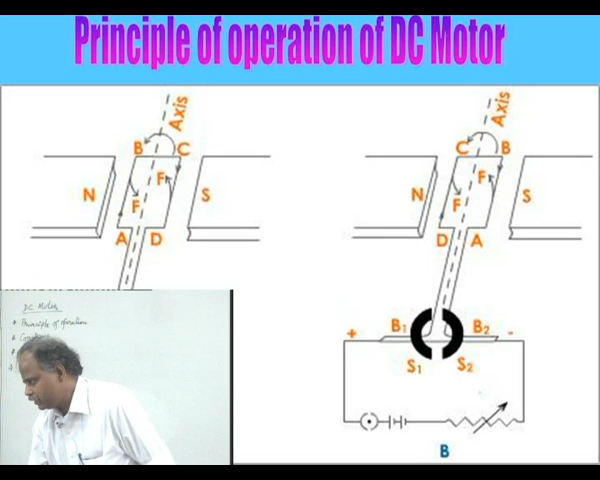 Principle of operation of DC Motor
Axis
B C
N F S
F
A D
Axis
C B
N F S
F
D A
+ B1 B2 -
S1 S2
B
DC Motor
Principle of operation